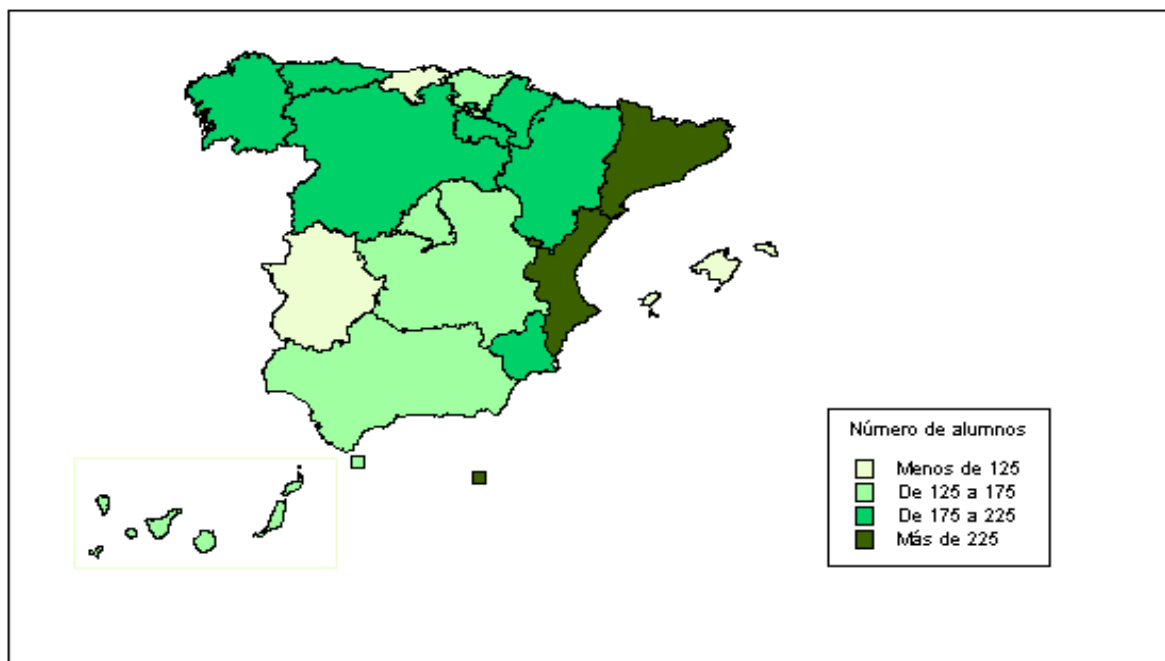 Número de alumnos
Menos de 125
De 125 a 175
De 175 a 225
Más de 225